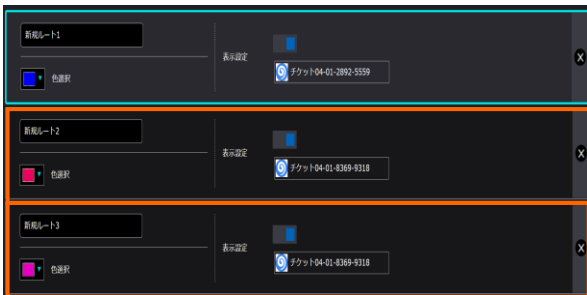 新規ルート1
表示設定
色選択
チケット04-01-2892-5559
X
新規ルート2
表示設定
色選択
チケット04-01-8369-9318
X
新規ルート3
表示設定
色選択
チケット04-01-8369-9318
X